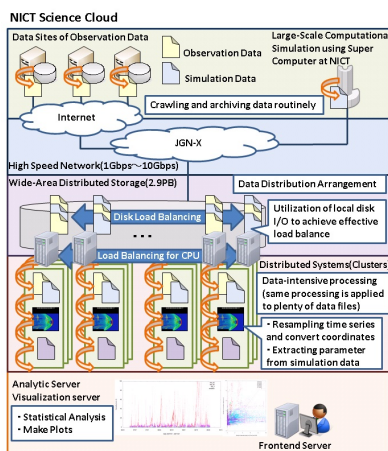 NICT Science Cloud
Data Sites of Observation Data
Observation Data
Simulation Data
Large-Scale Computationa
Simulation using Super
Computer at NICT
Crawling and archiving data routinely
Internet
JGN-X
High Speed Network(1Gbps～10Gbps)
Wide-Area Distributed Storage(2.9PB)
Data Distribution Arrangement
Disk Load Balancing
Utilization of local disk
I/O to achieve effective
load balance
...
Load Balancing for CPU
Distributed Systems(Clusters
Data-intensive processing
(same processing is applied
to plenty of data files)
・Resampling time series
and convert coordinates
・Extracting parameter
from simulation data
Analytic Server
Visualization server
・Statistical Analysis
・Make Plots
Frontend Server